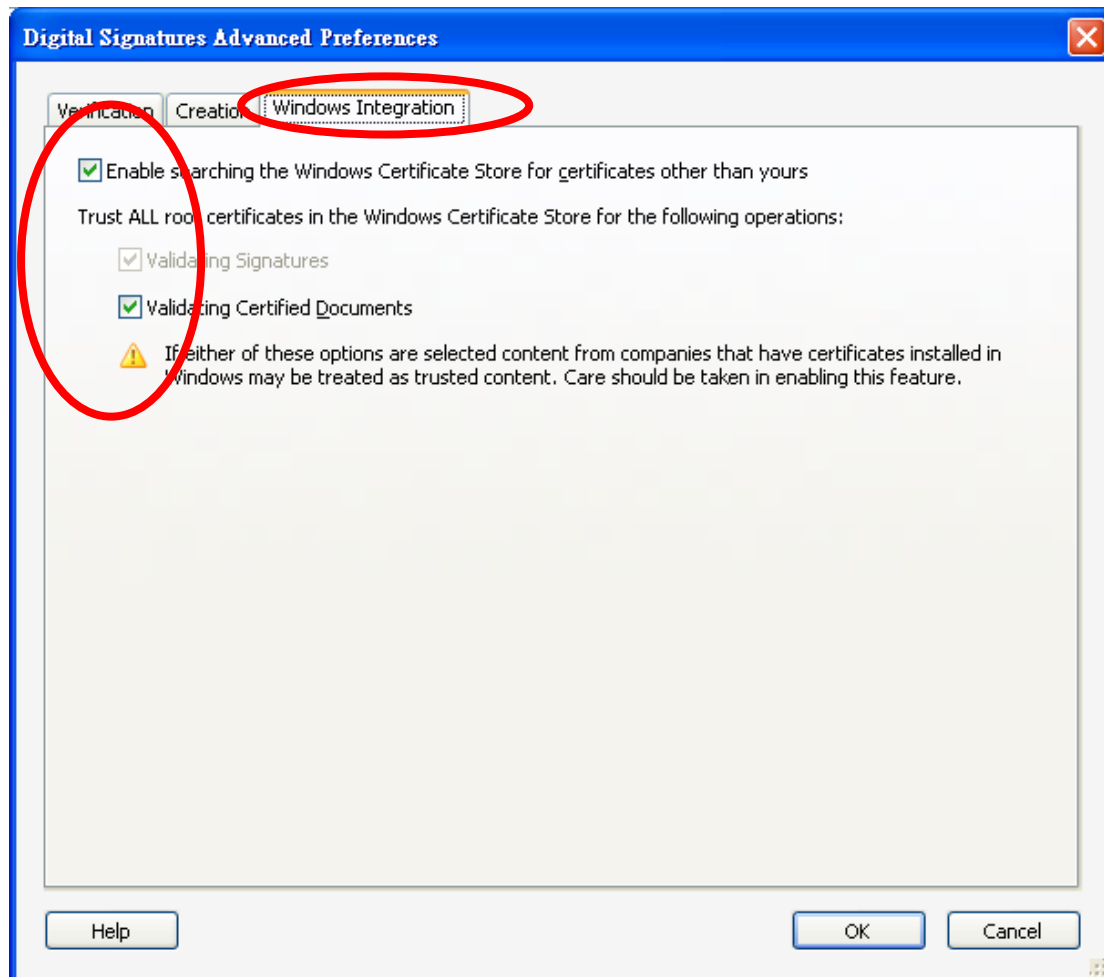 Digital Signatures Advanced Preferences
Verification Creation Windows Integration
Enable searching the Windows Certificate Store for certificates other than yours
Trust ALL root certificates in the Windows Certificate Store for the following operations:
Validating Signatures
Validating Certified Documents
If either of these options are selected content from companies that have certificates installed in
Windows may be treated as trusted content. Care should be taken in enabling this feature.
Help OK Cancel